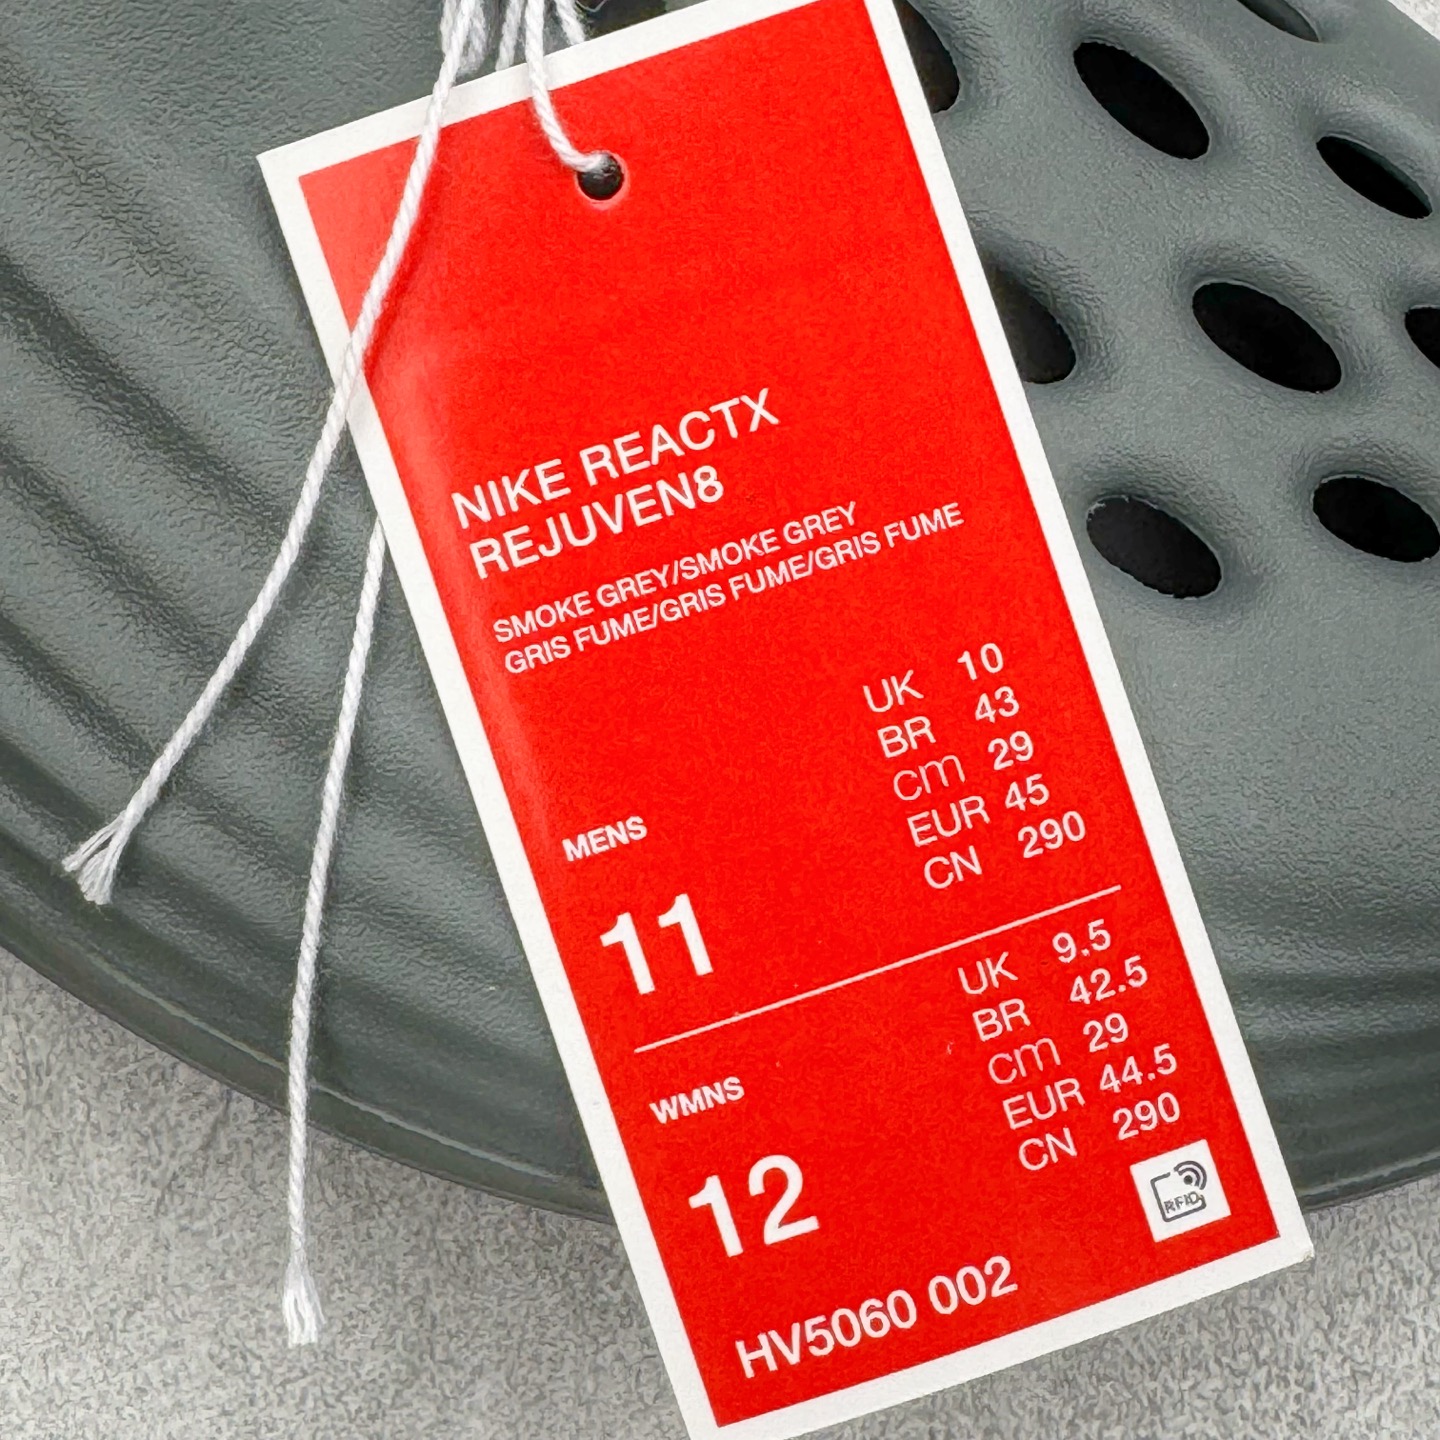 NIKE REACTX
REJUVEN8
SMOKE GREY/SMOKE GREY
GRIS FUME/GRIS FUME/GRIS FUME
UK 10
BR 43
cm 29
EUR 45
CN 290
MENS
11
UK 9.5
BR 42.5
cm 29
EUR 44.5
CN 290
WMNS
12
RFID
HV5060 002